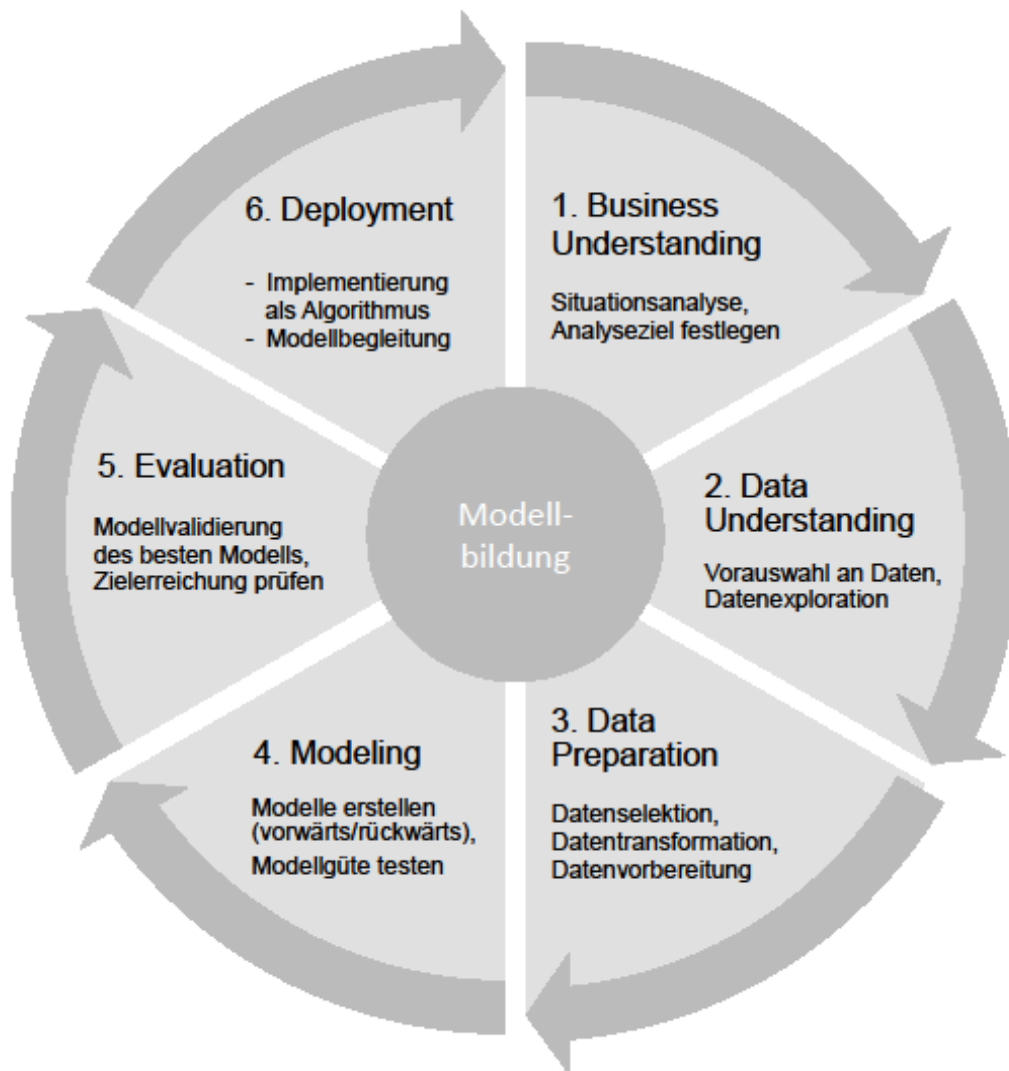 1. Business
Understanding
Situationsanalyse,
Analyseziel festlegen
2. Data
Understanding
Vorauswahl an Daten,
Datenexploration
3. Data
Preparation
Datenselektion,
Datentransformation,
Datenvorbereitung
4. Modeling
Modelle erstellen
(vorwärts/rückwärts),
Modellgüte testen
5. Evaluation
Modellvalidierung
des besten Modells,
Zielerreichung prüfen
6. Deployment
- Implementierung
als Algorithmus
- Modellbegleitung
Modell-
bildung